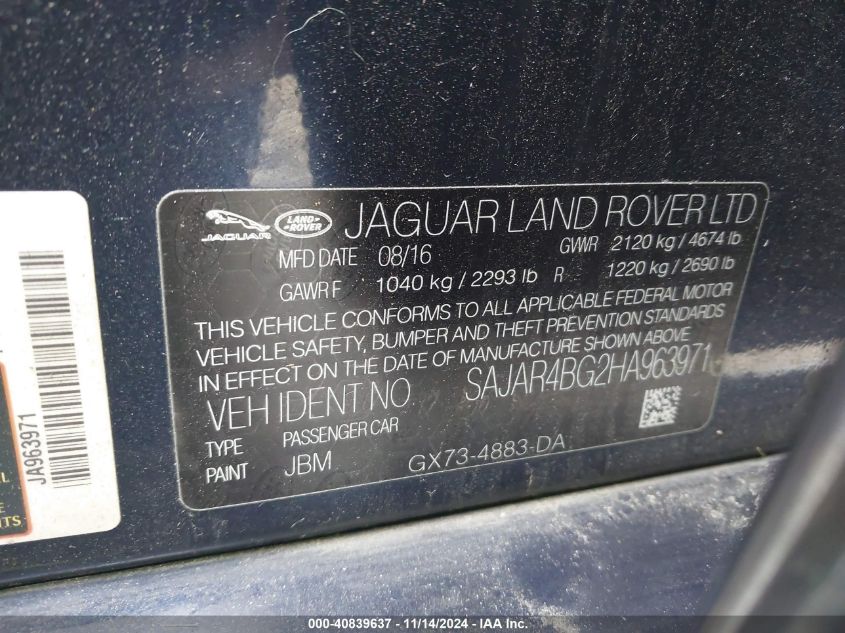 JAGUAR
LAND ROVER
JAGUAR LAND ROVER LTD
MFD DATE 08/16 GWR 2120 kg / 4674 lb
GAWR F 1040 kg / 2293 lb R 1220 kg / 2690 lb
THIS VEHICLE CONFORMS TO ALL APPLICABLE FEDERAL MOTOR
VEHICLE SAFETY, BUMPER AND THEFT PREVENTION STANDARDS
IN EFFECT ON THE DATE OF MANUFACTURE SHOWN ABOVE
VEH IDENT NO SAJAR4BG2HA963971
TYPE PASSENGER CAR
PAINT JBM GX73-4883-DA
JA963971
000-40839637 - 11/14/2024 - IAA Inc.